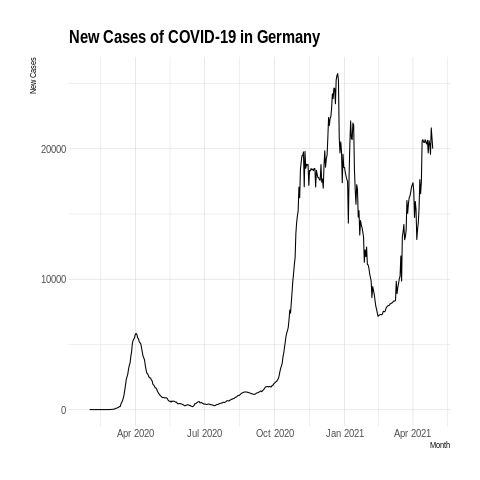 New Cases of COVID-19 in Germany
New Cases
20000
10000
0
Apr 2020 Jul 2020 Oct 2020 Jan 2021 Apr 2021
Month